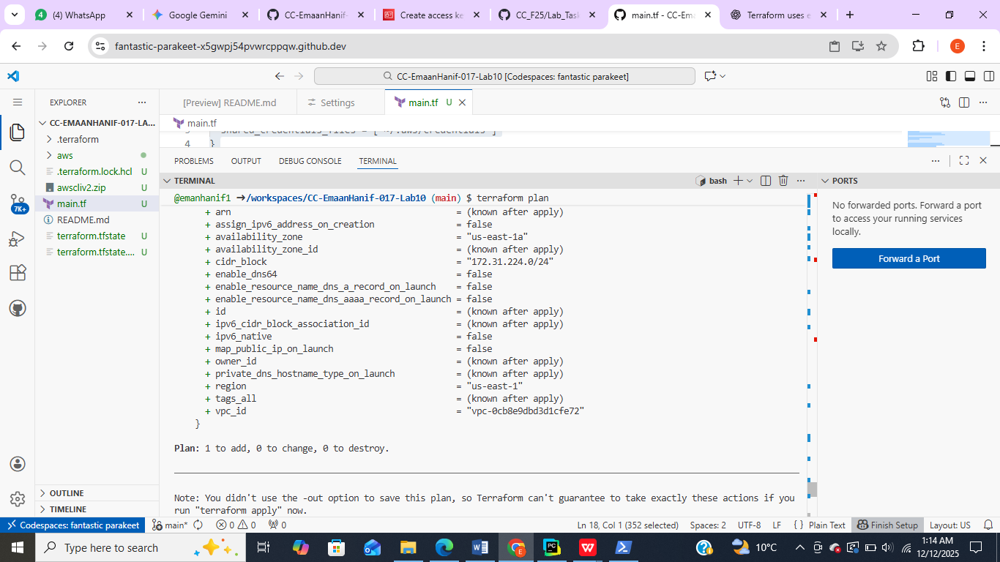 (4) WhatsApp
Google Gemini
CC-EmaanHanif-
Create access ke
CC_F25/Lab_Tas
main.tf - CC-Ema
Terraform uses e
fantastic-parakeet-x5gwpj54pvwrcppqw.github.dev
E
CC-EmaanHanif-017-Lab10 [Codespaces: fantastic parakeet]
EXPLORER
[Preview] README.md
Settings
main.tf U
CC-EMAANHANIF-017-LA...
main.tf
.terraform
3 shared_credentials_files = ["~/.aws/credentials"]
4 }
aws
.terraform.lock.hcl U
awscliv2.zip U
main.tf U
README.md
terraform.tfstate U
terraform.tfstate.... U
7K+
PROBLEMS OUTPUT DEBUG CONSOLE TERMINAL
TERMINAL
bash
PORTS
@emanhanif1 ➜/workspaces/CC-EmaanHanif-017-Lab10 (main) $ terraform plan
+ arn = (known after apply)
+ assign_ipv6_address_on_creation = false
+ availability_zone = "us-east-1a"
+ availability_zone_id = (known after apply)
+ cidr_block = "172.31.224.0/24"
+ enable_dns64 = false
+ enable_resource_name_dns_a_record_on_launch = false
+ enable_resource_name_dns_aaaa_record_on_launch = false
+ id = (known after apply)
+ ipv6_cidr_block_association_id = (known after apply)
+ ipv6_native = false
+ map_public_ip_on_launch = false
+ owner_id = (known after apply)
+ private_dns_hostname_type_on_launch = (known after apply)
+ region = "us-east-1"
+ tags_all = (known after apply)
+ vpc_id = "vpc-0cb8e9dbd3d1cfe72"
}
Plan: 1 to add, 0 to change, 0 to destroy.
Note: You didn't use the -out option to save this plan, so Terraform can't guarantee to take exactly these actions if you
run "terraform apply" now.
No forwarded ports. Forward a port
to access your running services
locally.
Forward a Port
OUTLINE
TIMELINE
Codespaces: fantastic parakeet
main*
0 0
0
Ln 18, Col 1 (352 selected)
Spaces: 2
UTF-8
LF
{ } Plain Text
Finish Setup
Layout: US
Type here to search
10°C
1:14 AM
12/12/2025